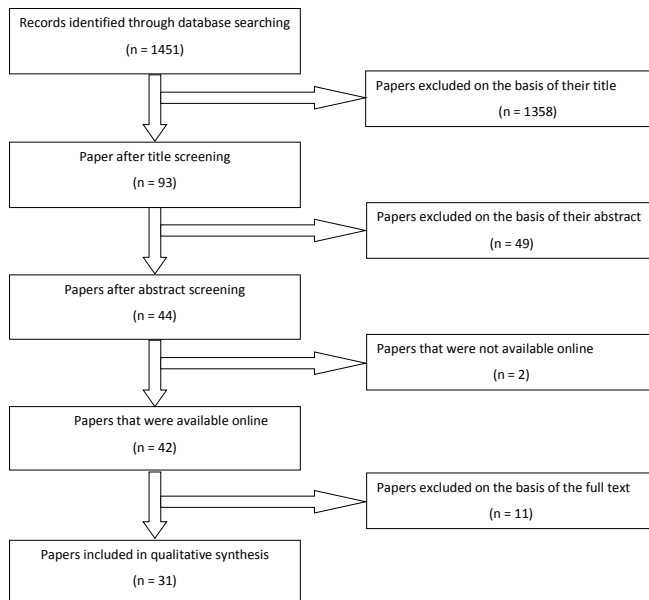 Records identified through database searching
(n = 1451)
Papers excluded on the basis of their title
(n = 1358)
Paper after title screening
(n = 93)
Papers excluded on the basis of their abstract
(n = 49)
Papers after abstract screening
(n = 44)
Papers that were not available online
(n = 2)
Papers that were available online
(n = 42)
Papers excluded on the basis of the full text
(n = 11)
Papers included in qualitative synthesis
(n = 31)